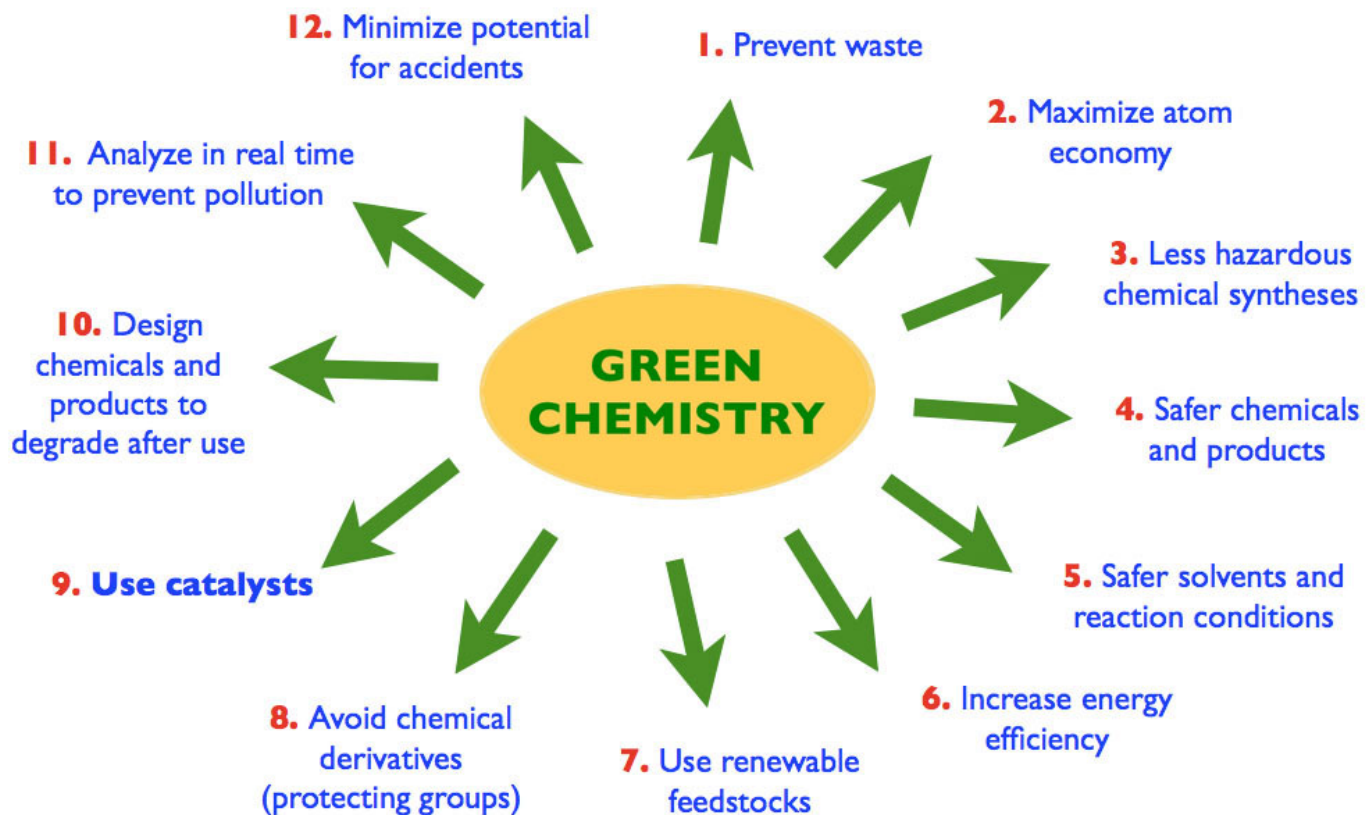 GREEN
CHEMISTRY
1. Prevent waste
2. Maximize atom
economy
3. Less hazardous
chemical syntheses
4. Safer chemicals
and products
5. Safer solvents and
reaction conditions
6. Increase energy
efficiency
7. Use renewable
feedstocks
8. Avoid chemical
derivatives
(protecting groups)
9. Use catalysts
10. Design
chemicals and
products to
degrade after use
11. Analyze in real time
to prevent pollution
12. Minimize potential
for accidents